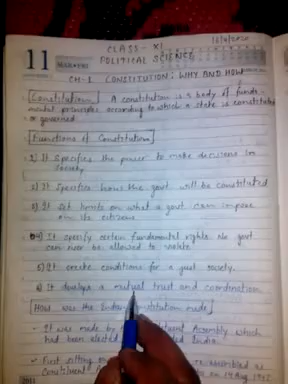 CLASS - XI
11
POLITICAL SCIENCE
CH-1 CONSTITUTION: WHY AND HOW
Constitution A constitution is a body of funda-
mental principles according to which a state is constituted
or governed
Functions of Constitution
1) It specifies the power to make decisions in
society
2) It specifies how the govt will be constituted
3) It set limits on what a govt can impose
on its citizens
4) It specify certain fundamental rights. No govt
can ever be allowed to violate
5) It create conditions for a just society.
6) It develops a mutual trust and coordination
How was the Indian Constitution made
- It was made by Assembly which
had been elected India.
- First sitting assembled as
Constituent on 14 Aug 1947
2001